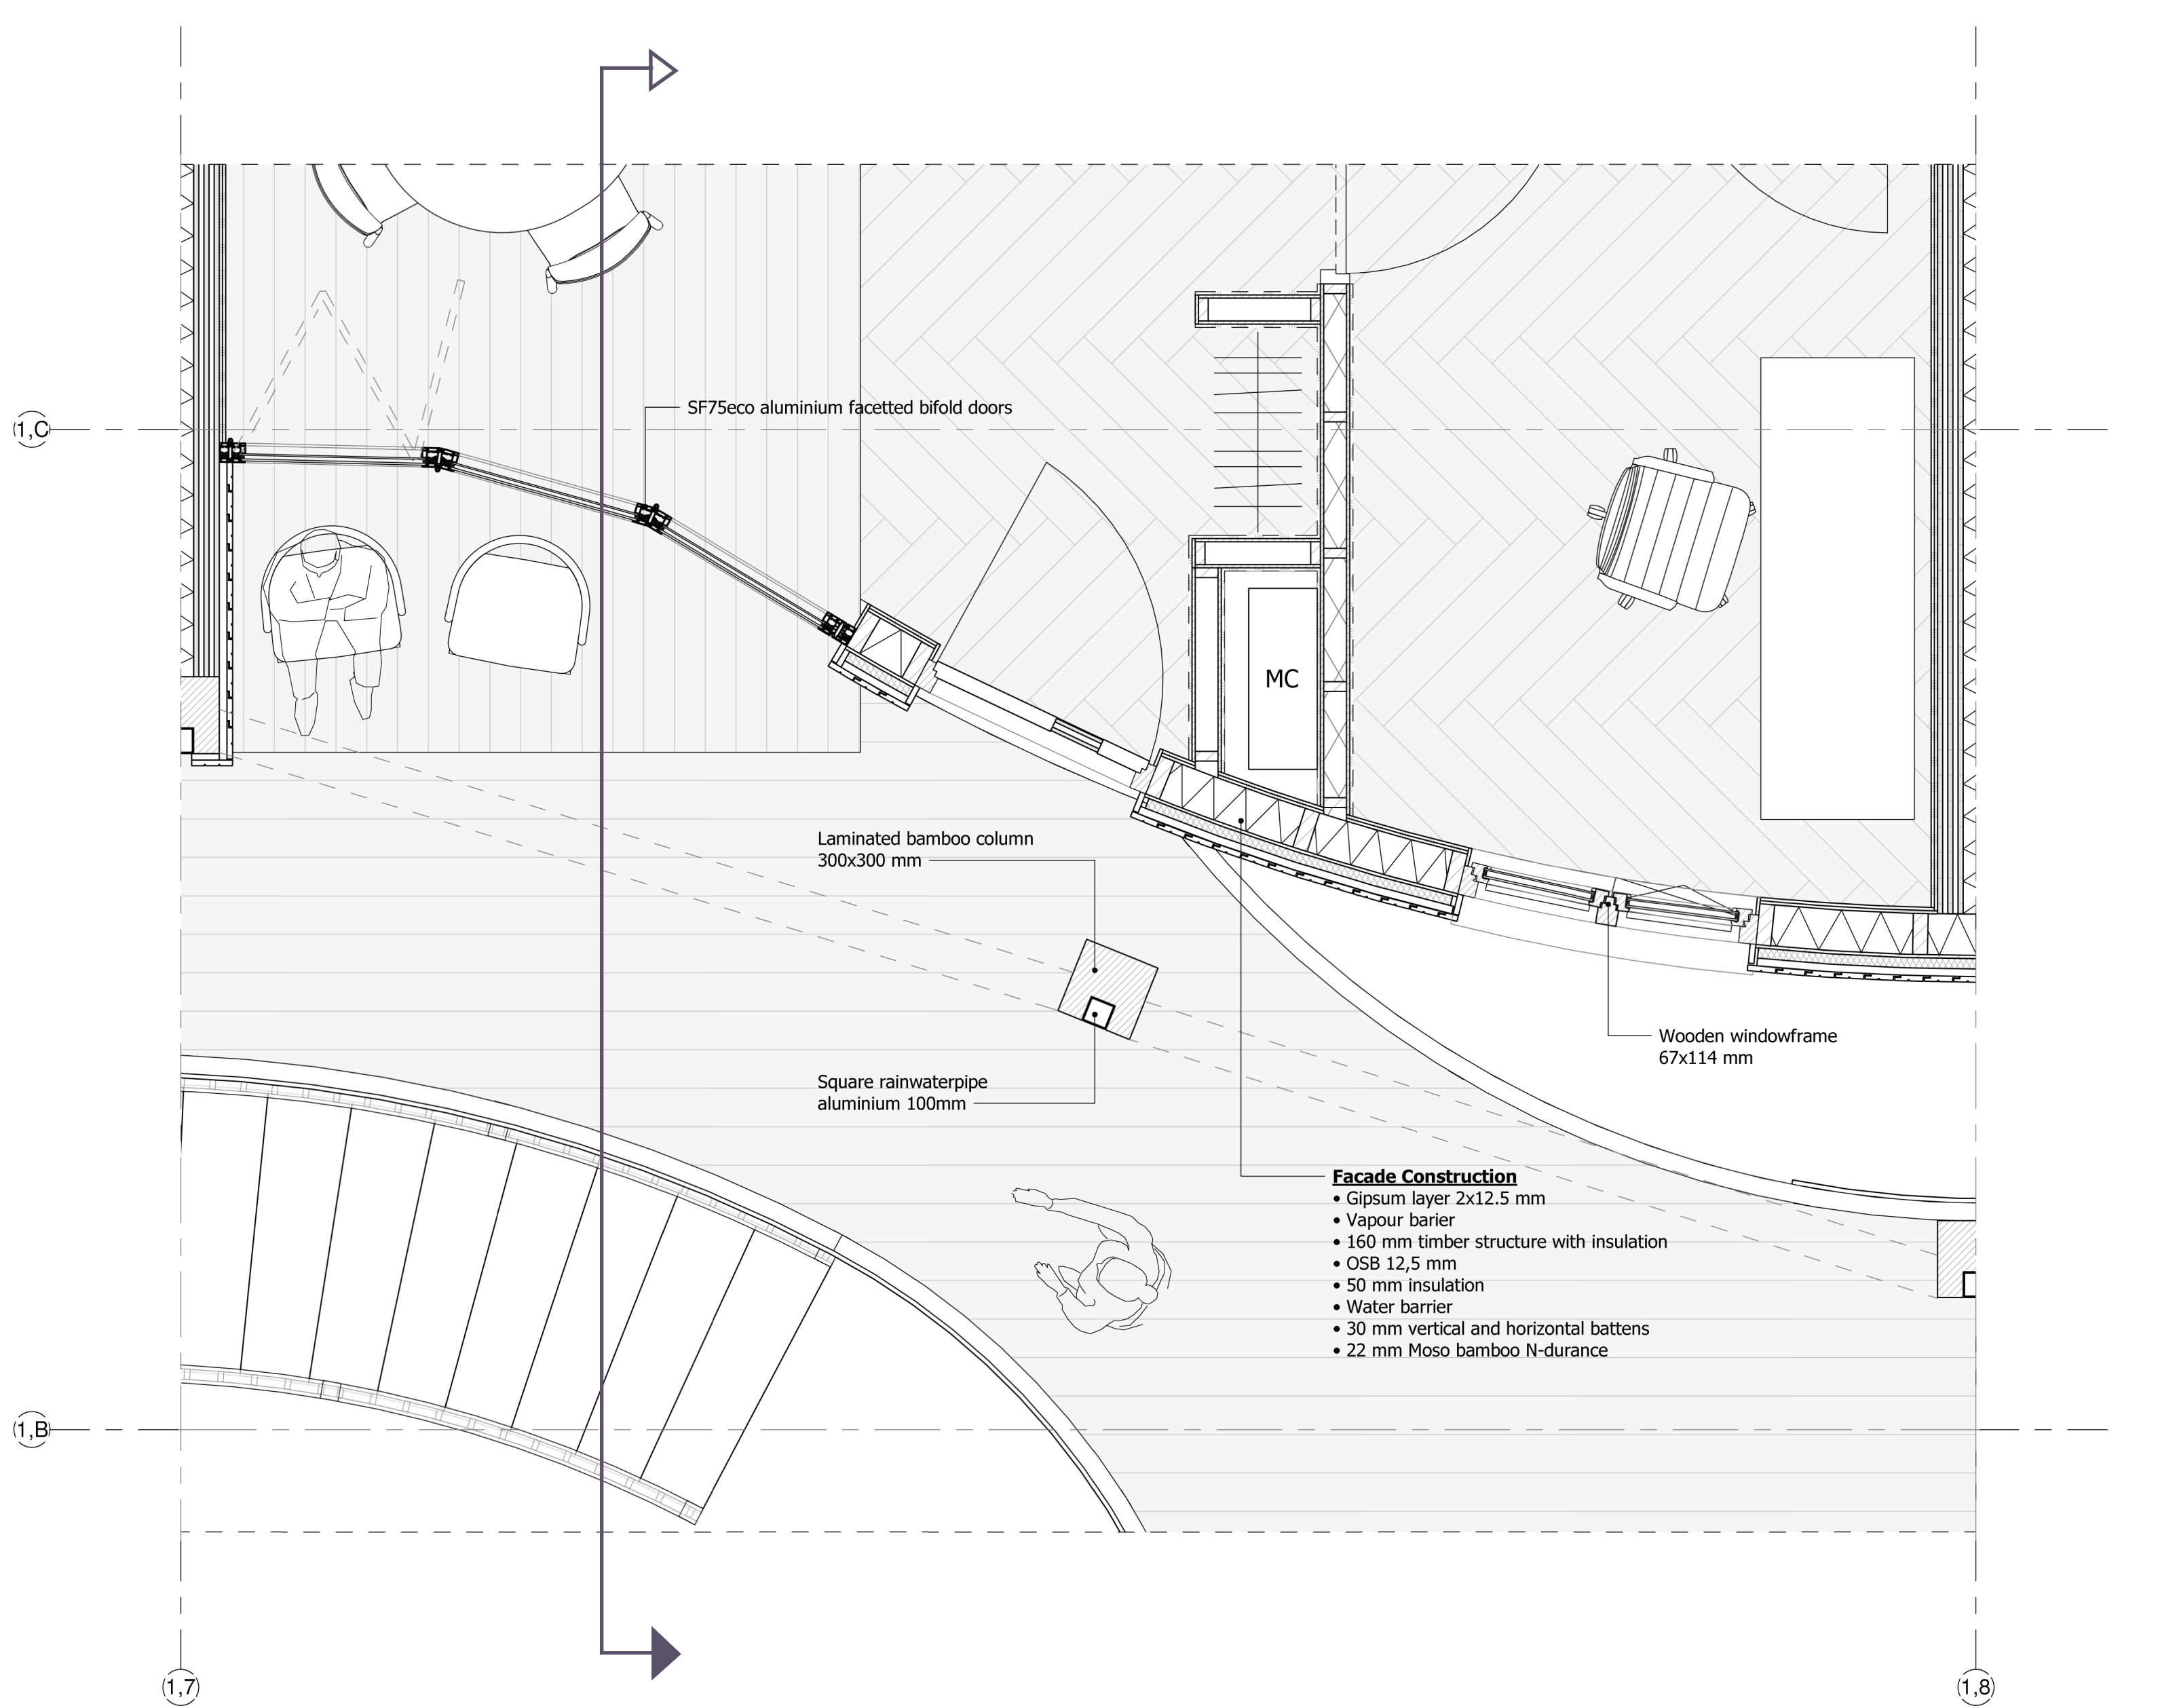 (1,C)
SF75eco aluminium facetted bifold doors
MC
Laminated bamboo column
300x300 mm
Wooden windowframe
67x114 mm
Square rainwaterpipe
aluminium 100mm
Facade Construction
• Gipsum layer 2x12.5 mm
• Vapour barier
• 160 mm timber structure with insulation
• OSB 12,5 mm
• 50 mm insulation
• Water barrier
• 30 mm vertical and horizontal battens
• 22 mm Moso bamboo N-durance
(1,B)
(1,7)
(1,8)